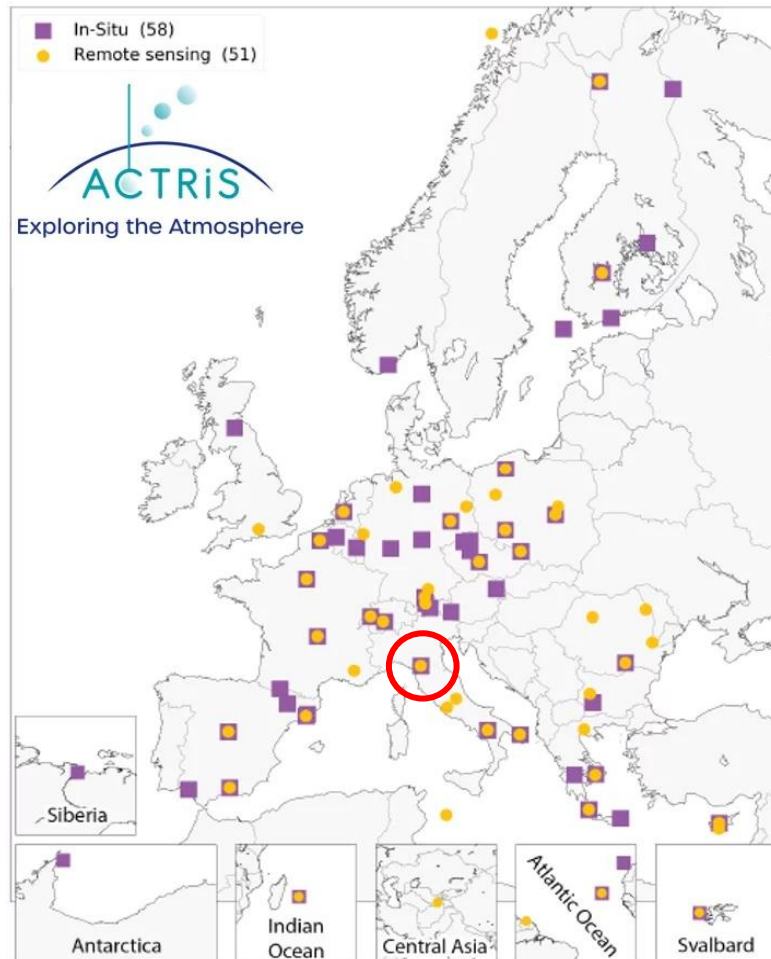 In-Situ (58)
Remote sensing (51)
ACTRiS
Exploring the Atmosphere
Siberia
Antarctica
Indian
Ocean
Central Asia
Atlantic Ocean
Svalbard